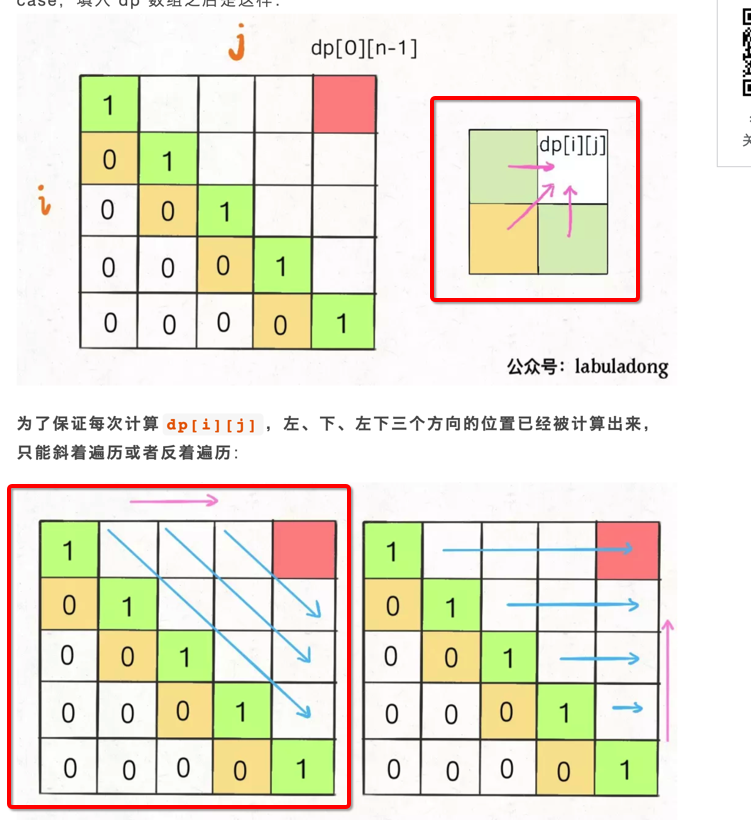 case，填入 dp 数组之后是这样：
j dp[0][n-1]
1
0 1 dp[i][j]
i 0 0 1
0 0 0 1
0 0 0 0 1
公众号：labuladong
为了保证每次计算 dp[i][j]，左、下、左下三个方向的位置已经被计算出来，
只能斜着遍历或者反着遍历：
1 1
0 1 0 1
0 0 1 0 0 1
0 0 0 1 0 0 0 1
0 0 0 0 1 0 0 0 0 1
关